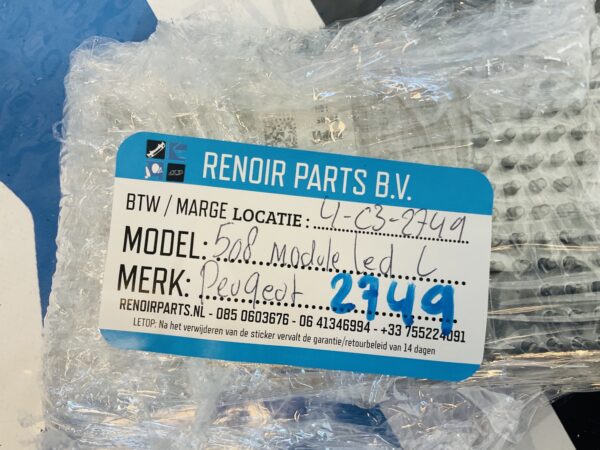 RENOIR PARTS B.V.
BTW / MARGE LOCATIE : 4-C3-2749
MODEL: 508 module led L
MERK: Peugeot 2749
RENOIRPARTS.NL - 085 0603676 - 06 41346994 - +33 755224091
LETOP: Na het verwijderen van de sticker vervalt de garantie/retourbeleid van 14 dagen